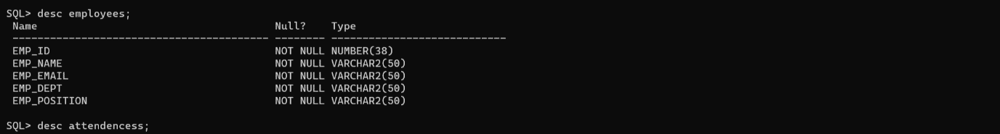 SQL> desc employees;
 Name                                      Null?    Type
 ----------------------------------------- -------- ----------------------------
 EMP_ID                                    NOT NULL NUMBER(38)
 EMP_NAME                                  NOT NULL VARCHAR2(50)
 EMP_EMAIL                                 NOT NULL VARCHAR2(50)
 EMP_DEPT                                  NOT NULL VARCHAR2(50)
 EMP_POSITION                              NOT NULL VARCHAR2(50)

SQL> desc attendencess;